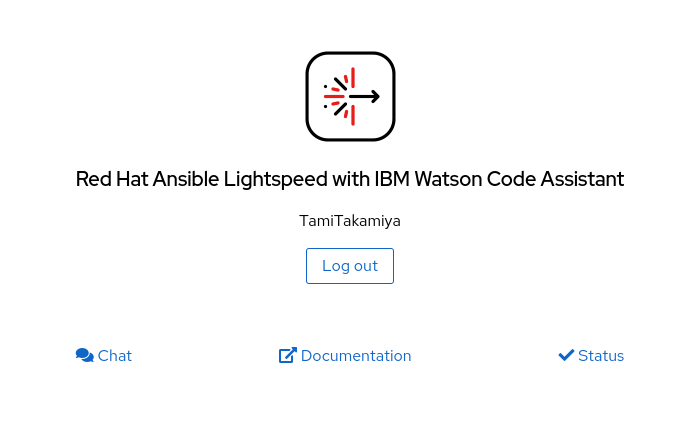 Red Hat Ansible Lightspeed with IBM Watson Code Assistant
TamiTakamiya
Log out
Chat
Documentation
Status